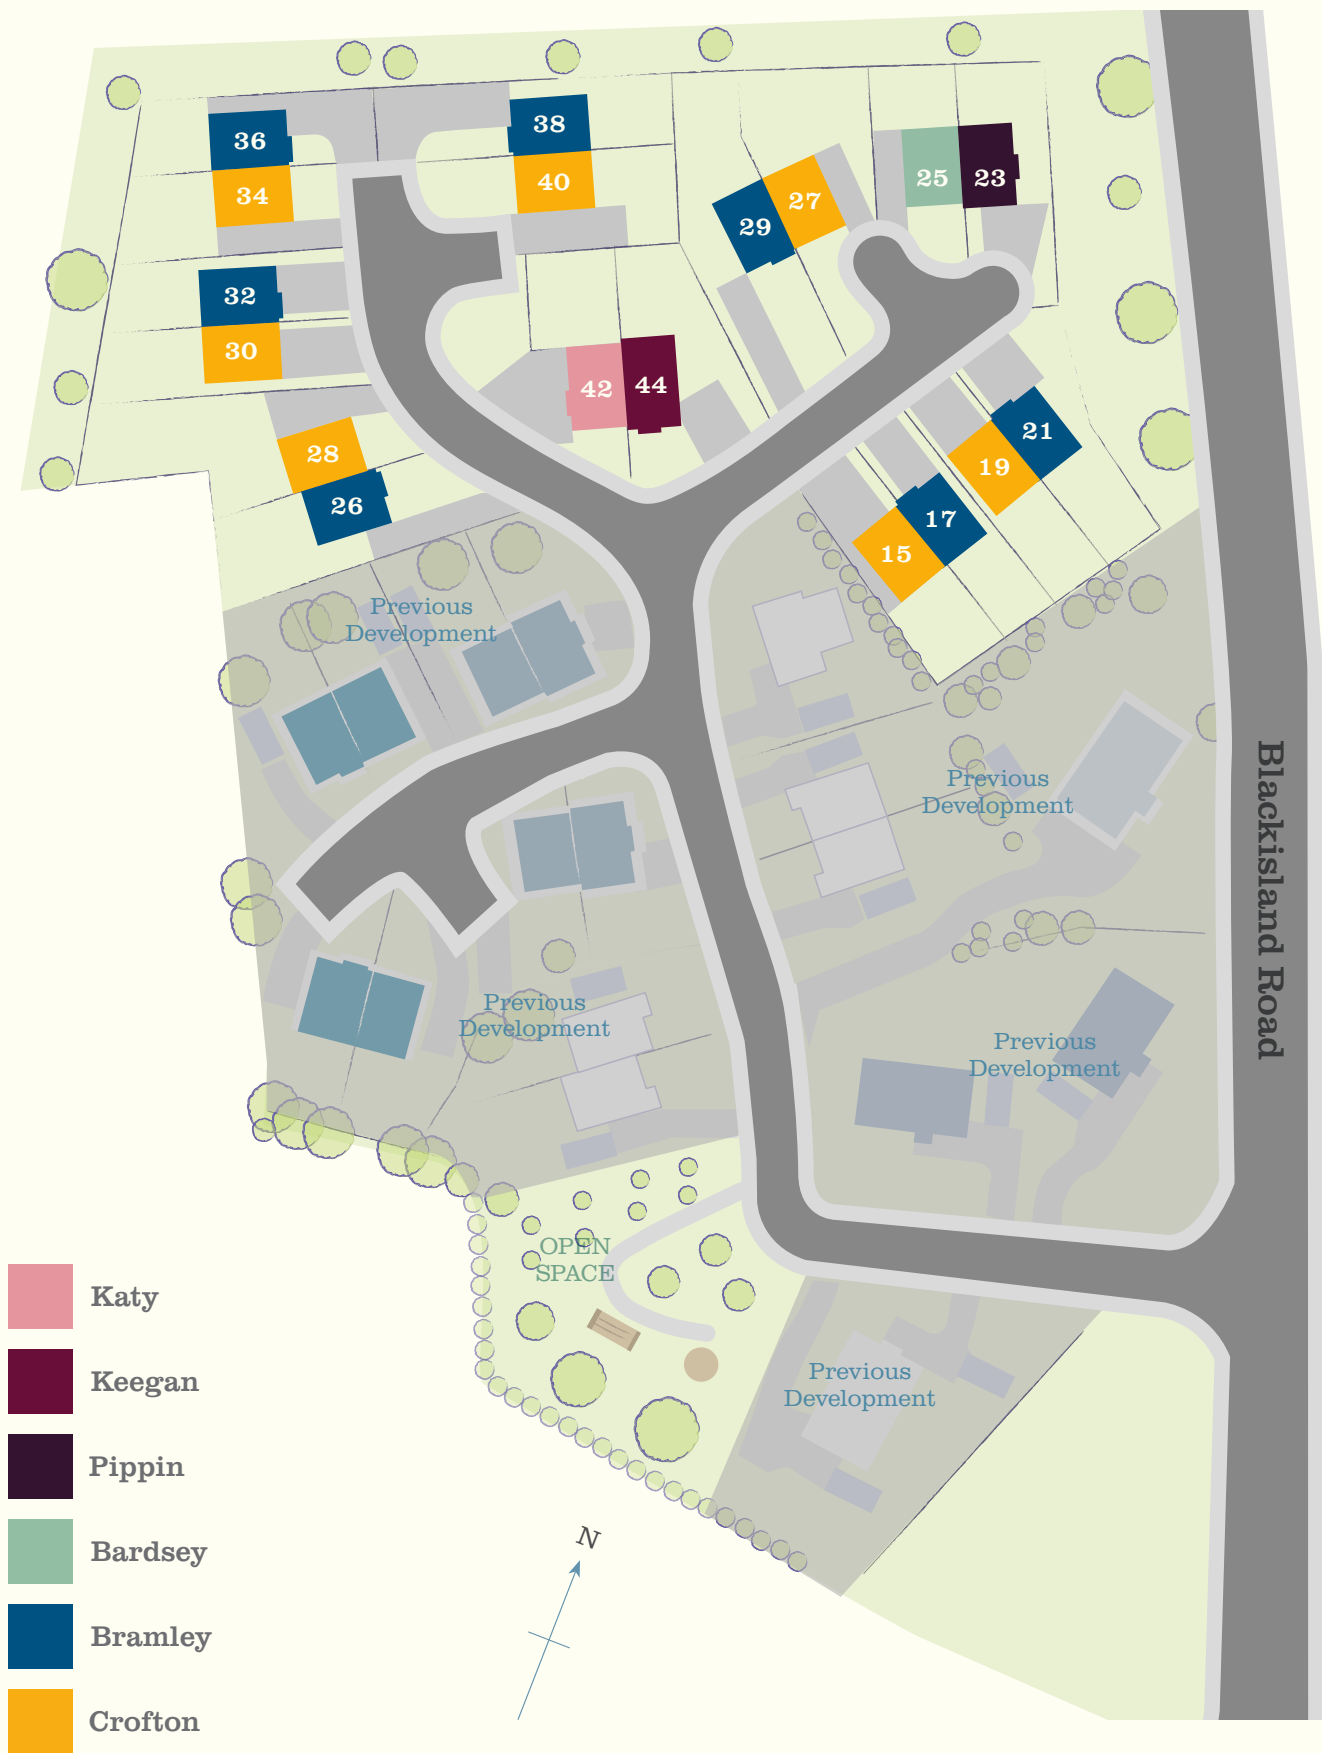 38
36
40
34
25
23
27
29
32
30
42
44
21
19
28
26
17
15
Previous
Development
Previous
Development
Blackisland Road
Previous
Development
Previous
Development
OPEN
SPACE
Previous
Development
N
Katy
Keegan
Pippin
Bardsey
Bramley
Crofton